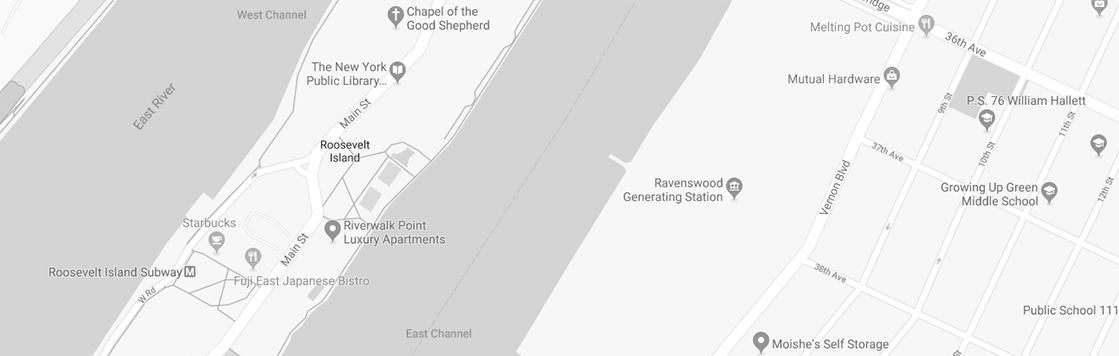 West Channel
Chapel of the
Good Shepherd
The New York
Public Library...
Main St
East River
Roosevelt
Island
Starbucks
Riverwalk Point
Luxury Apartments
Main St
Roosevelt Island Subway
M
Fuji East Japanese Bistro
W Rd
East Channel
Ravenswood
Generating Station
Melting Pot Cuisine
36th Ave
Mutual Hardware
9th St
P.S. 76 William Hallett
10th St
11th St
12th St
37th Ave
Growing Up Green
Middle School
Vernon Blvd
38th Ave
Public School 111
Moishe's Self Storage